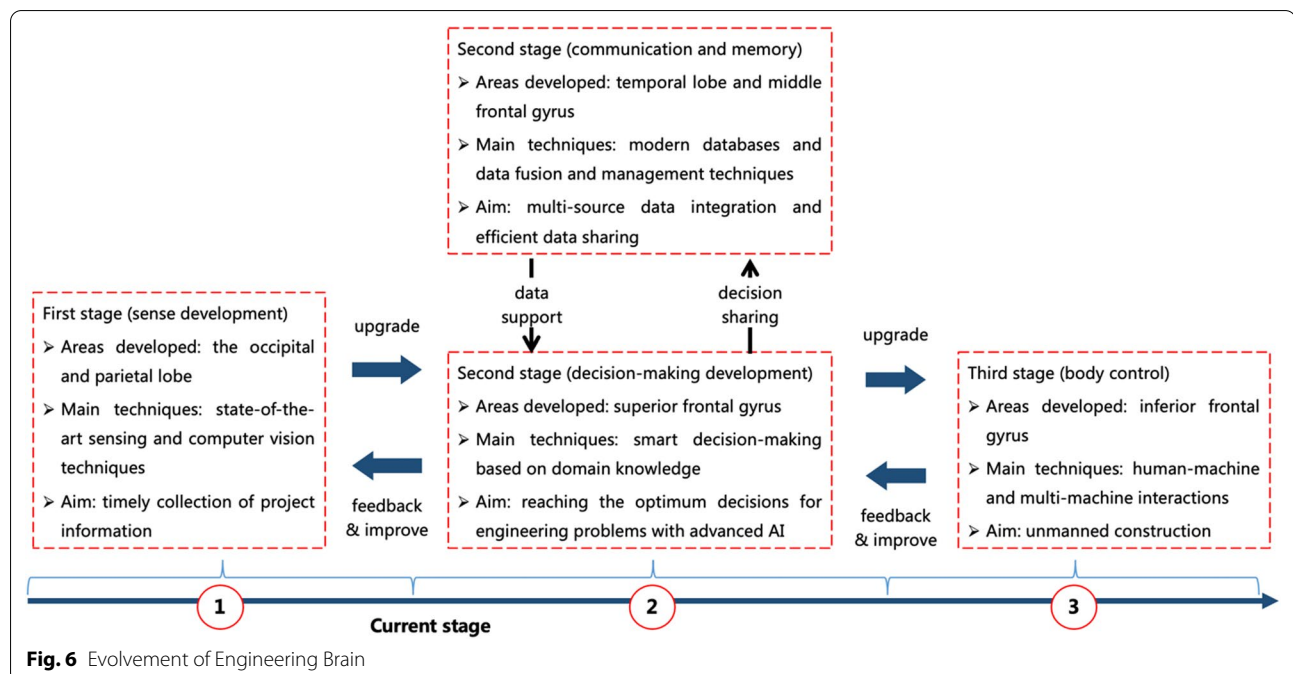 Second stage (communication and memory)
➢ Areas developed: temporal lobe and middle
frontal gyrus
➢ Main techniques: modern databases and
data fusion and management techniques
➢ Aim: multi-source data integration and
efficient data sharing
data
support
decision
sharing
First stage (sense development)
➢ Areas developed: the occipital
and parietal lobe
➢ Main techniques: state-of-the-
art sensing and computer vision
techniques
➢ Aim: timely collection of project
information
upgrade
feedback
& improve
Second stage (decision-making development)
➢ Areas developed: superior frontal gyrus
➢ Main techniques: smart decision-making
based on domain knowledge
➢ Aim: reaching the optimum decisions for
engineering problems with advanced AI
upgrade
feedback
& improve
Third stage (body control)
➢ Areas developed: inferior frontal
gyrus
➢ Main techniques: human-machine
and multi-machine interactions
➢ Aim: unmanned construction
1
2
3
Current stage
Fig. 6 Evolvement of Engineering Brain